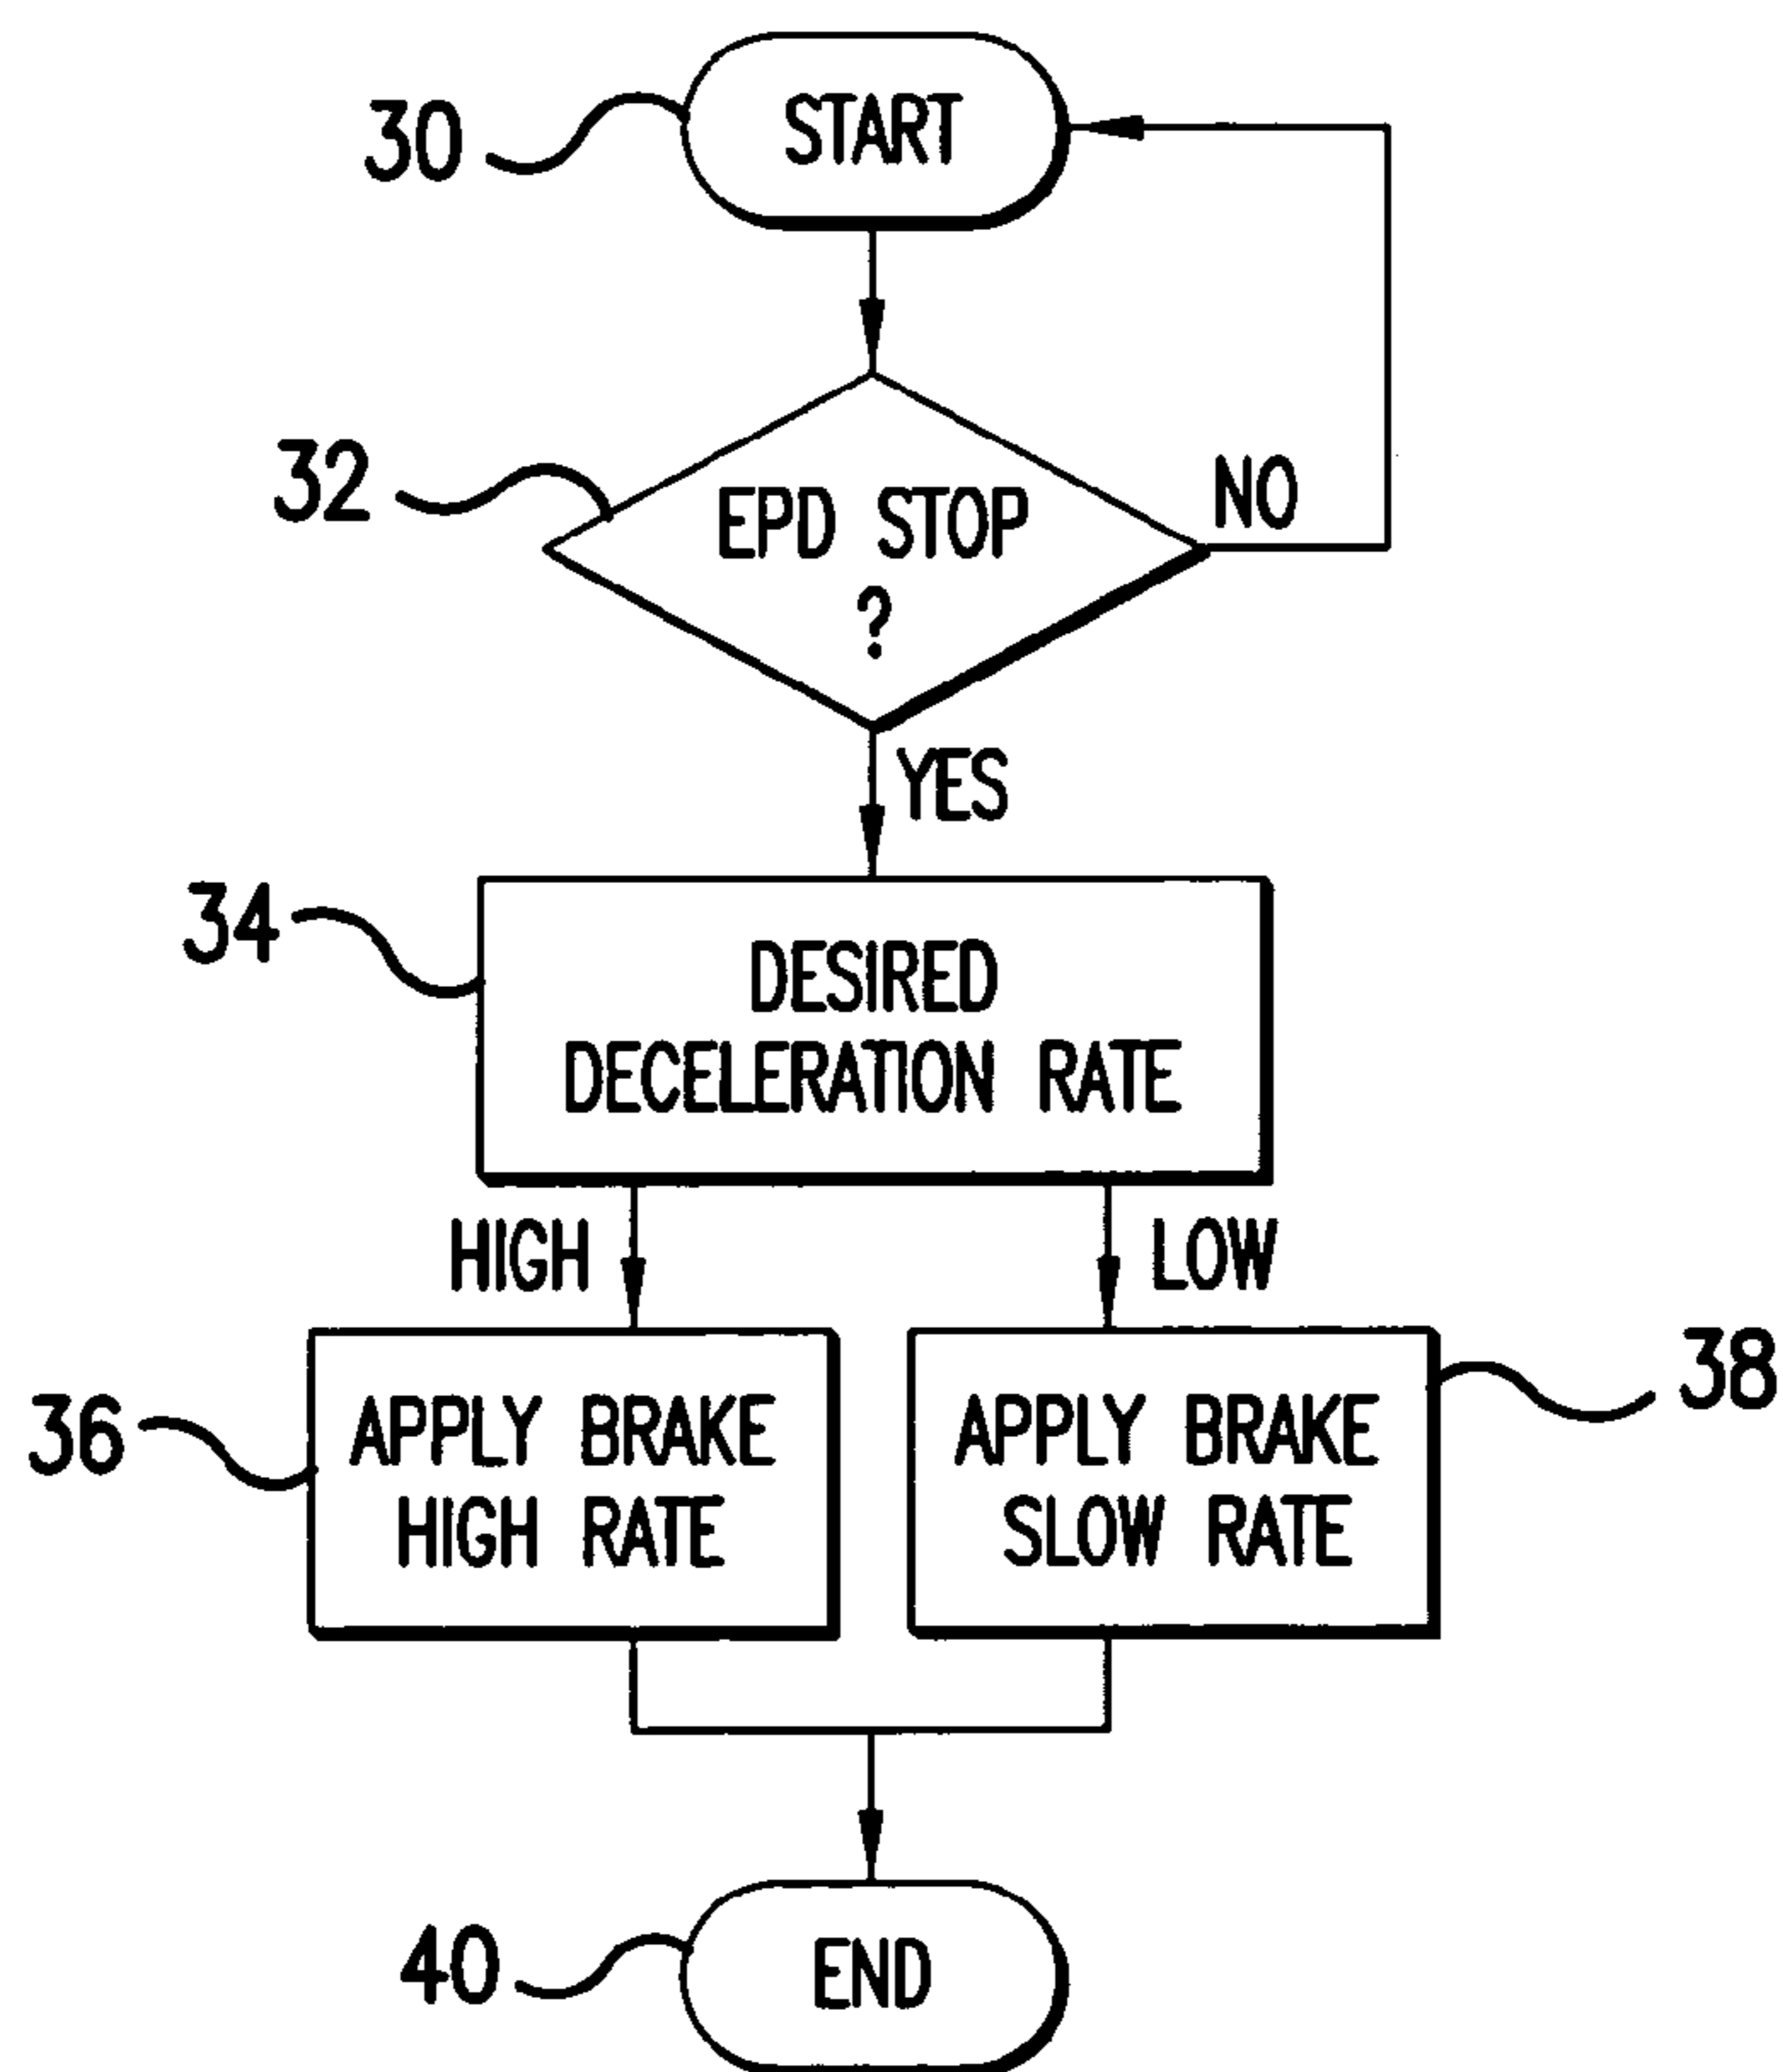 30
START
32
EPD STOP
?
NO
YES
34
DESIRED
DECELERATION RATE
HIGH
LOW
36
APPLY BRAKE
HIGH RATE
38
APPLY BRAKE
SLOW RATE
40
END